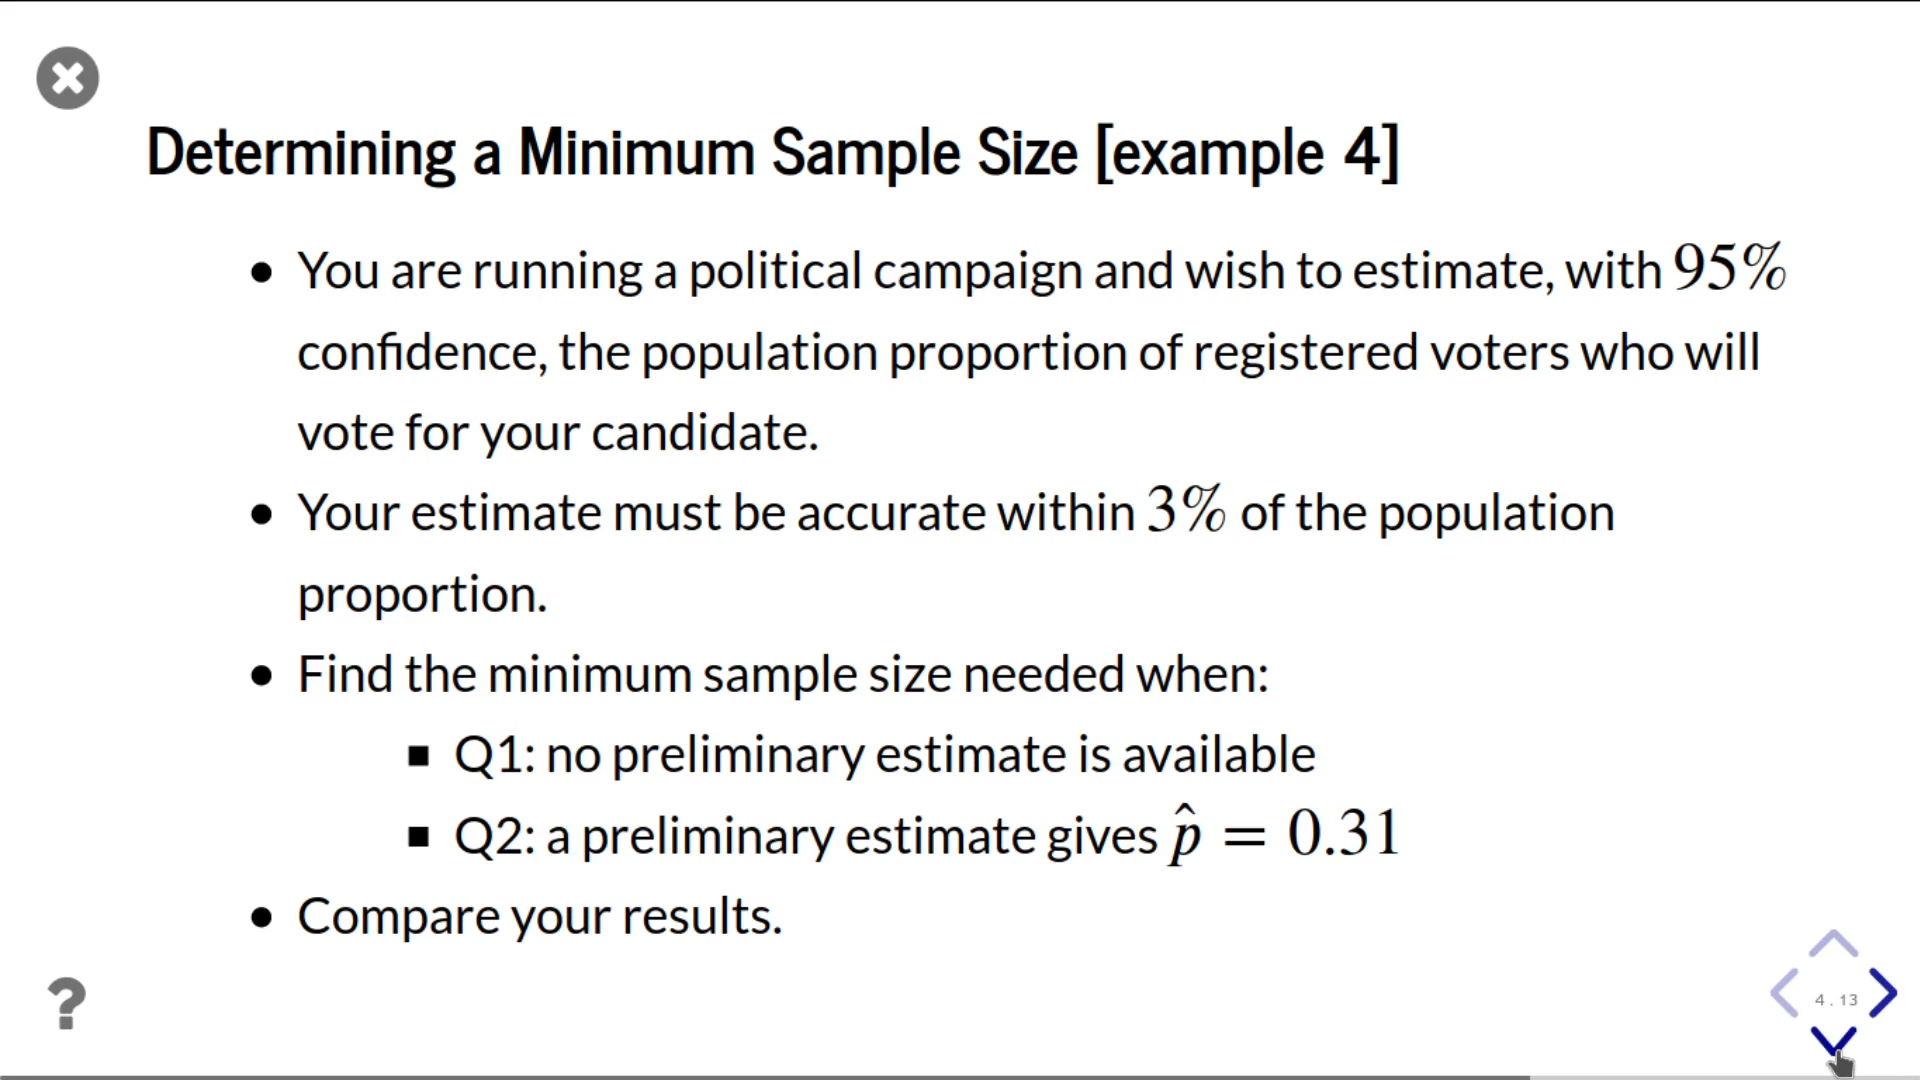 Determining a Minimum Sample Size [example 4]
• You are running a political campaign and wish to estimate, with 95%
confidence, the population proportion of registered voters who will
vote for your candidate.
• Your estimate must be accurate within 3% of the population
proportion.
• Find the minimum sample size needed when:
▪ Q1: no preliminary estimate is available
▪ Q2: a preliminary estimate gives p̂ = 0.31
• Compare your results.
?
4 . 13